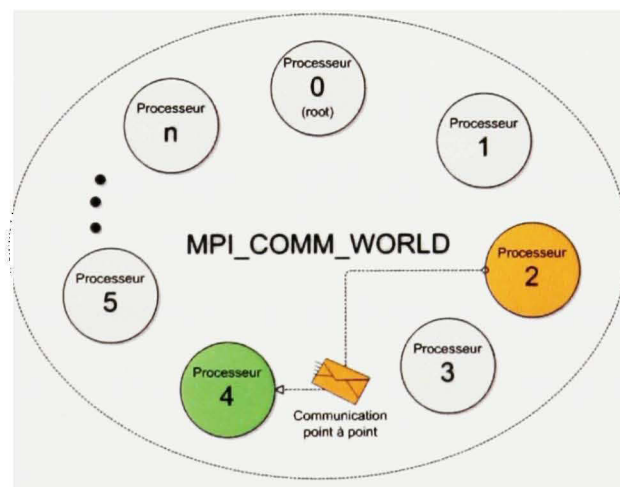 Processeur
0
(root)
Processeur
n
Processeur
1
MPI_COMM_WORLD
Processeur
2
Processeur
5
Processeur
3
Processeur
4
Communication
point à point